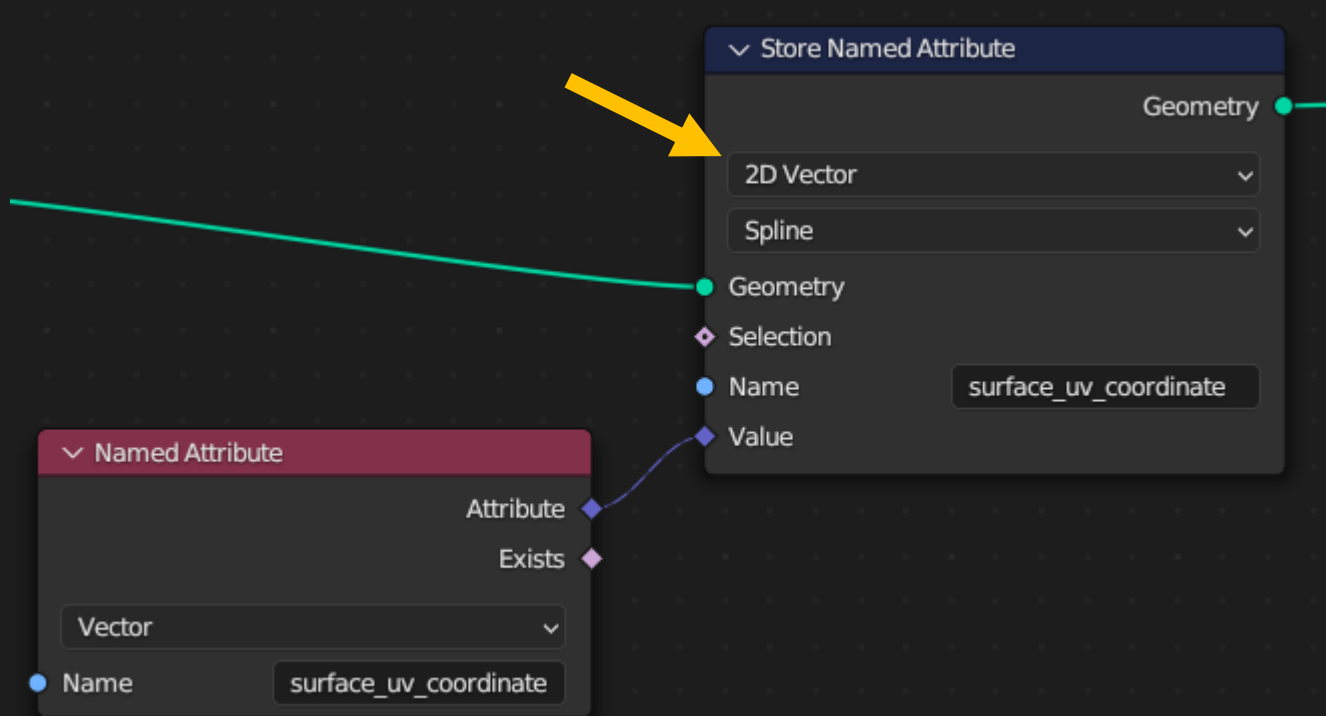 Store Named Attribute
Geometry
2D Vector
Spline
Geometry
Selection
Name surface_uv_coordinate
Value
Named Attribute
Attribute
Exists
Vector
Name surface_uv_coordinate